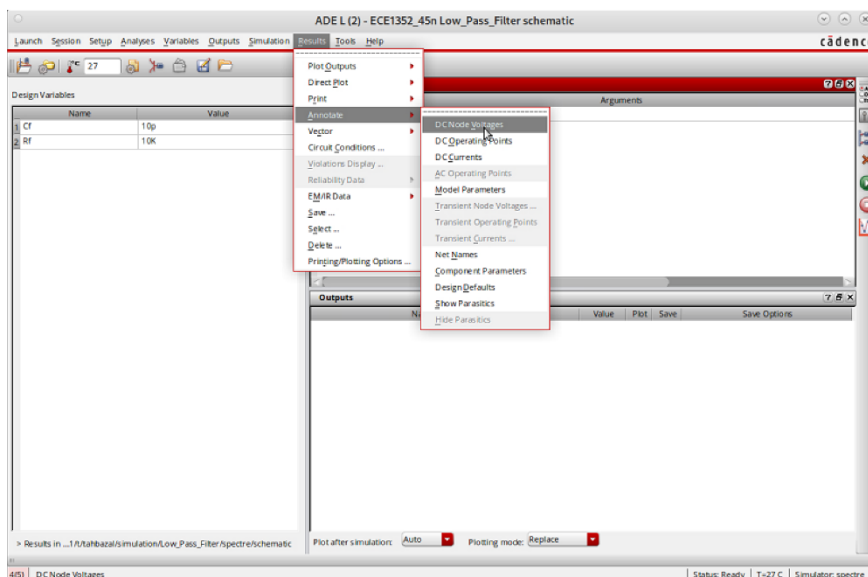 ADE L (2) - ECE1352_45n Low_Pass_Filter schematic
Launch Session Setup Analyses Variables Outputs Simulation Results Tools Help
cādence
27
Design Variables
Name Value
1 Cf 10p
2 Rf 10K
Plot Outputs
Direct Plot
Print
Annotate
Vector
Circuit Conditions ...
Violations Display ...
Reliability Data
EM/IR Data
Save ...
Select ...
Delete ...
Printing/Plotting Options ...
Arguments
DC Node Voltages
DC Operating Points
DC Currents
AC Operating Points
Model Parameters
Transient Node Voltages ...
Transient Operating Points
Transient Currents ...
Net Names
Component Parameters
Design Defaults
Show Parasitics
Hide Parasitics
Outputs
Value Plot Save Save Options
> Results in ...1/t/tahbazal/simulation/Low_Pass_Filter/spectre/schematic
Plot after simulation: Auto Plotting mode: Replace
4(5) DC Node Voltages
Status: Ready T=27 C Simulator: spectre